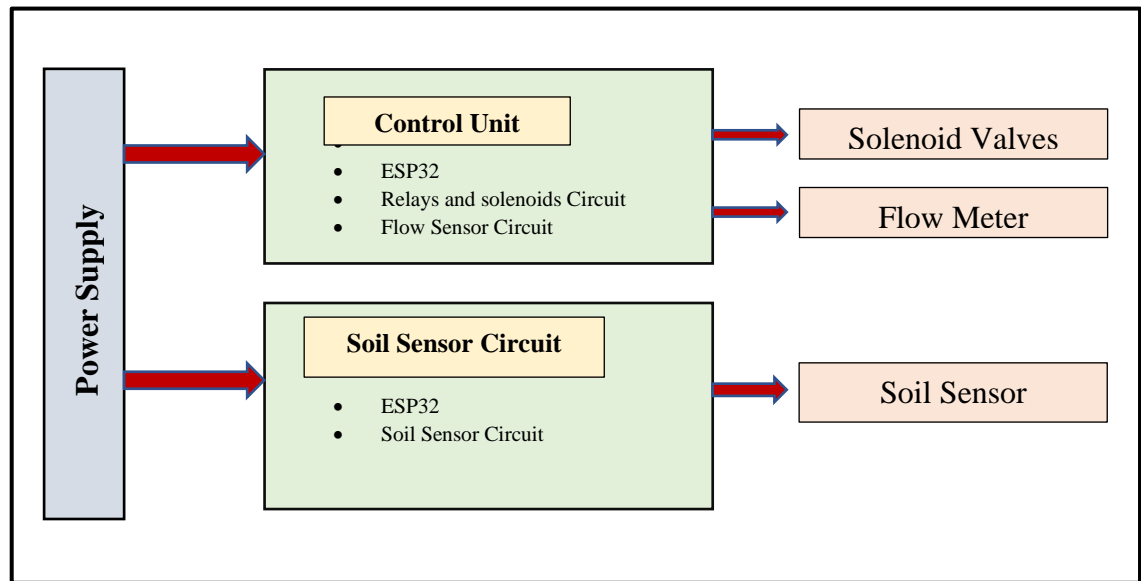 Power Supply
Control Unit
• ESP32
• Relays and solenoids Circuit
• Flow Sensor Circuit
Solenoid Valves
Flow Meter
Soil Sensor Circuit
• ESP32
• Soil Sensor Circuit
Soil Sensor